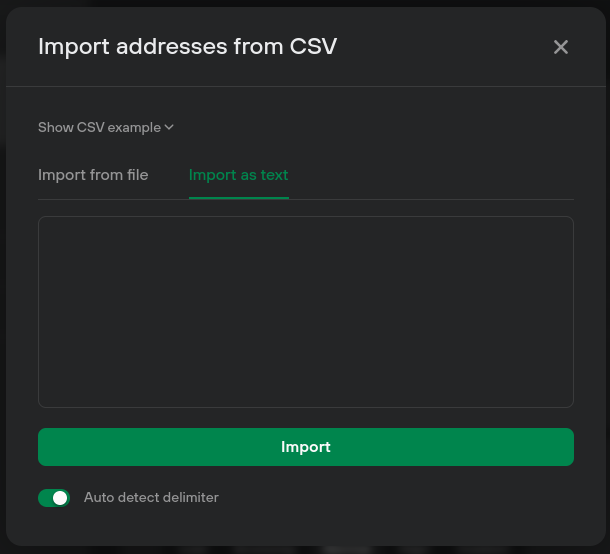 Import addresses from CSV
Show CSV example
Import from file
Import as text
Import
Auto detect delimiter